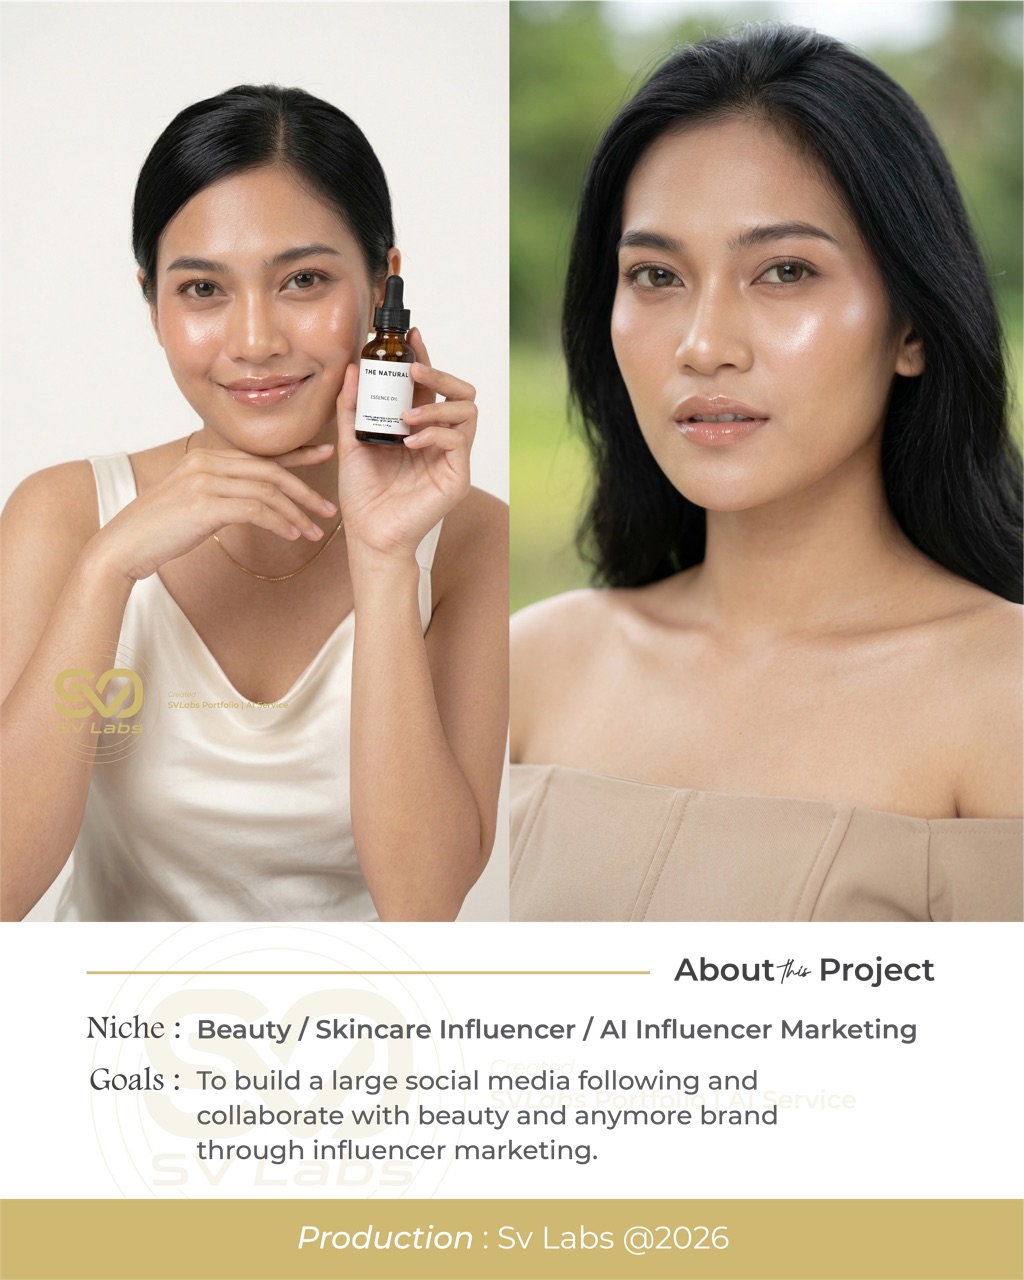 THE NATURAL
ESSENCE OIL
SV Labs
Created :
SVLabs Portfolio | AI Service
About this Project
Niche : Beauty / Skincare Influencer / AI Influencer Marketing
Goals : To build a large social media following and
collaborate with beauty and anymore brand
through influencer marketing.
Created :
SVLabs Portfolio | AI Service
SV Labs
Production : Sv Labs @2026